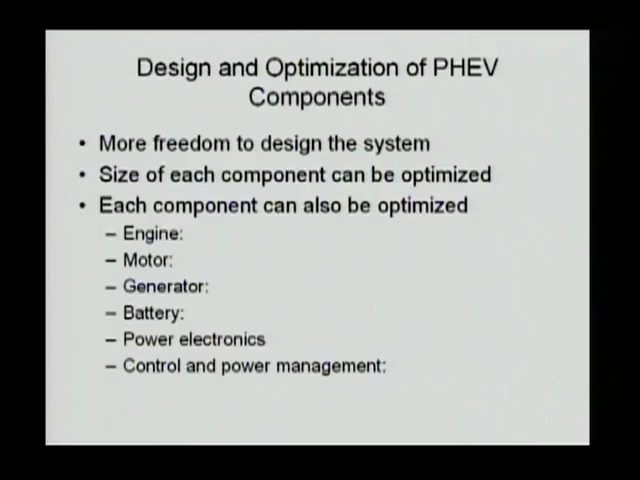 Design and Optimization of PHEV
Components
• More freedom to design the system
• Size of each component can be optimized
• Each component can also be optimized
– Engine:
– Motor:
– Generator:
– Battery:
– Power electronics
– Control and power management: